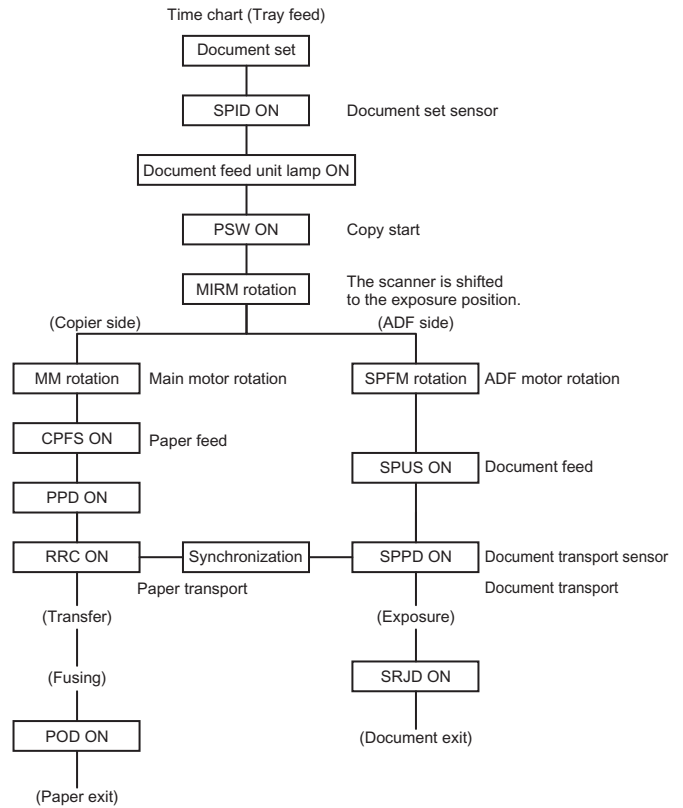 Time chart (Tray feed)
Document set
SPID ON
Document set sensor
Document feed unit lamp ON
PSW ON
Copy start
MIRM rotation
The scanner is shifted
to the exposure position.
(Copier side)
(ADF side)
MM rotation
Main motor rotation
SPFM rotation
ADF motor rotation
CPFS ON
Paper feed
SPUS ON
Document feed
PPD ON
RRC ON
Synchronization
SPPD ON
Document transport sensor
Paper transport
Document transport
(Transfer)
(Exposure)
(Fusing)
SRJD ON
POD ON
(Document exit)
(Paper exit)